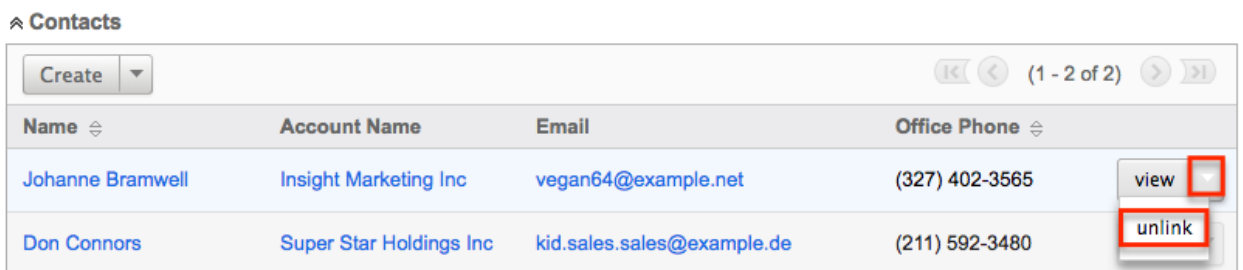 Contacts
Create (1 - 2 of 2)
Name Account Name Email Office Phone
Johanne Bramwell Insight Marketing Inc vegan64@example.net (327) 402-3565 view
Don Connors Super Star Holdings Inc kid.sales.sales@example.de (211) 592-3480 unlink